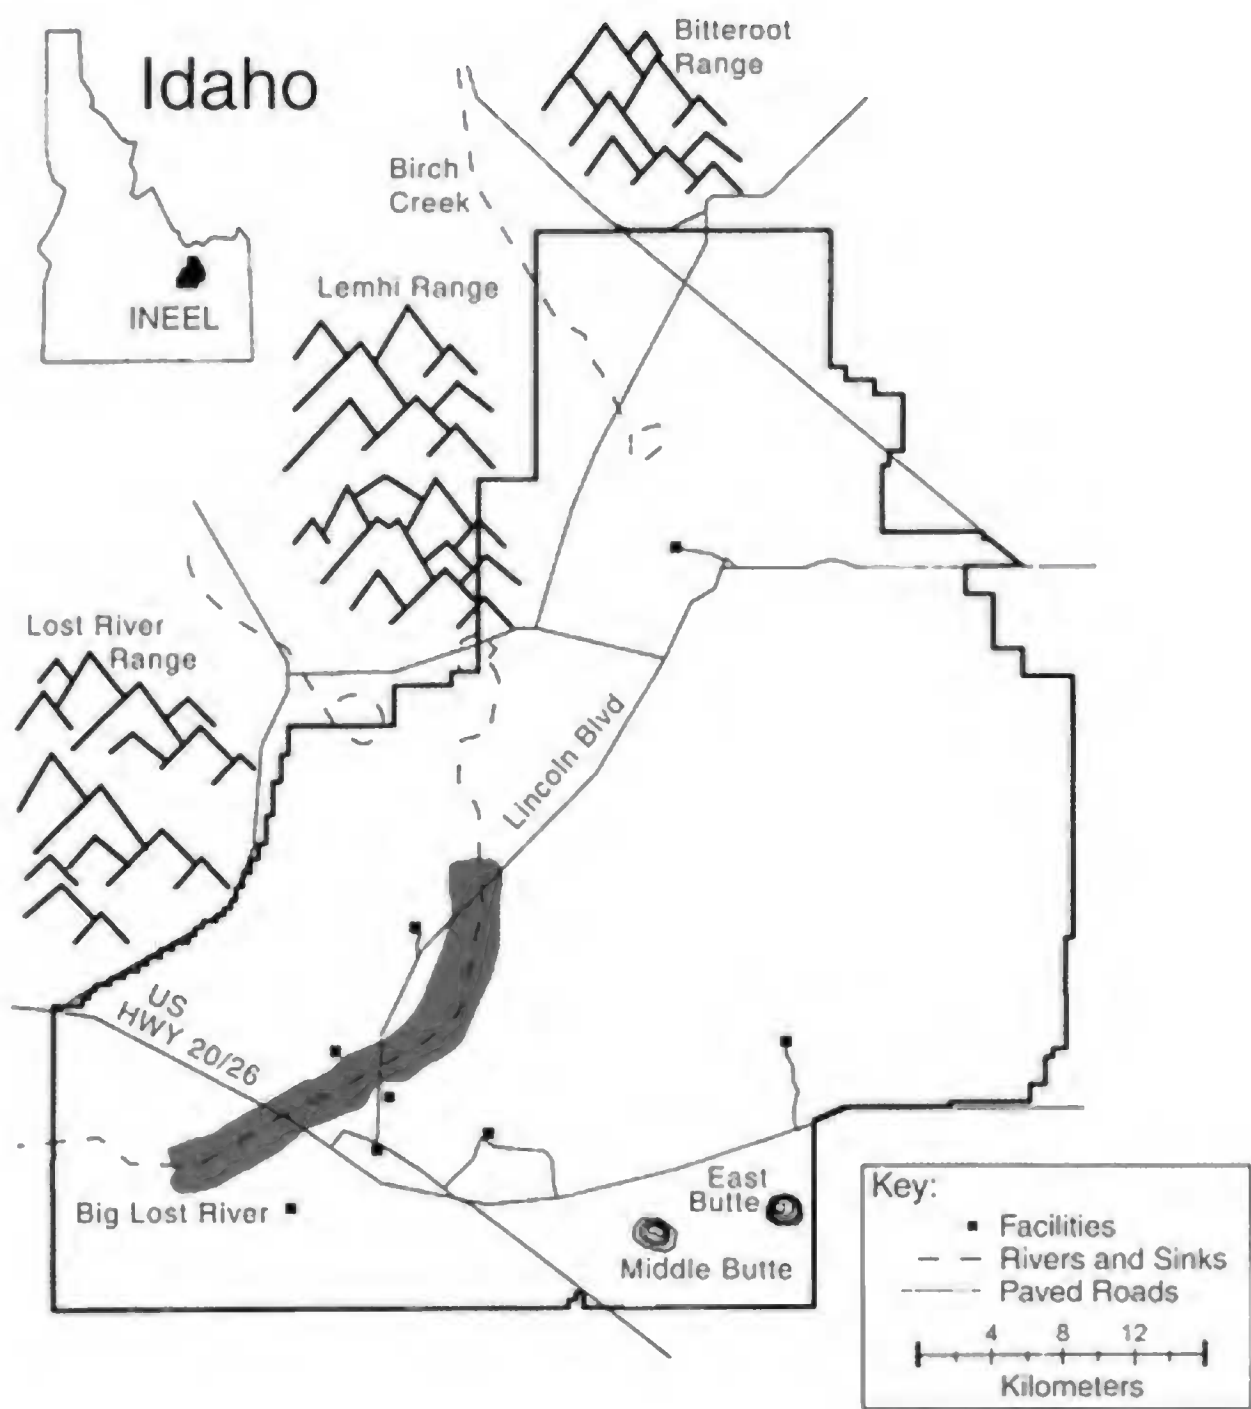 Idaho
INEEL
Bitteroot
Range
Birch
Creek
Lemhi Range
Lost River
Range
Lincoln Blvd
US
HWY 20/26
Big Lost River
East
Butte
Middle Butte
Key:
Facilities
Rivers and Sinks
Paved Roads
4 8 12
Kilometers